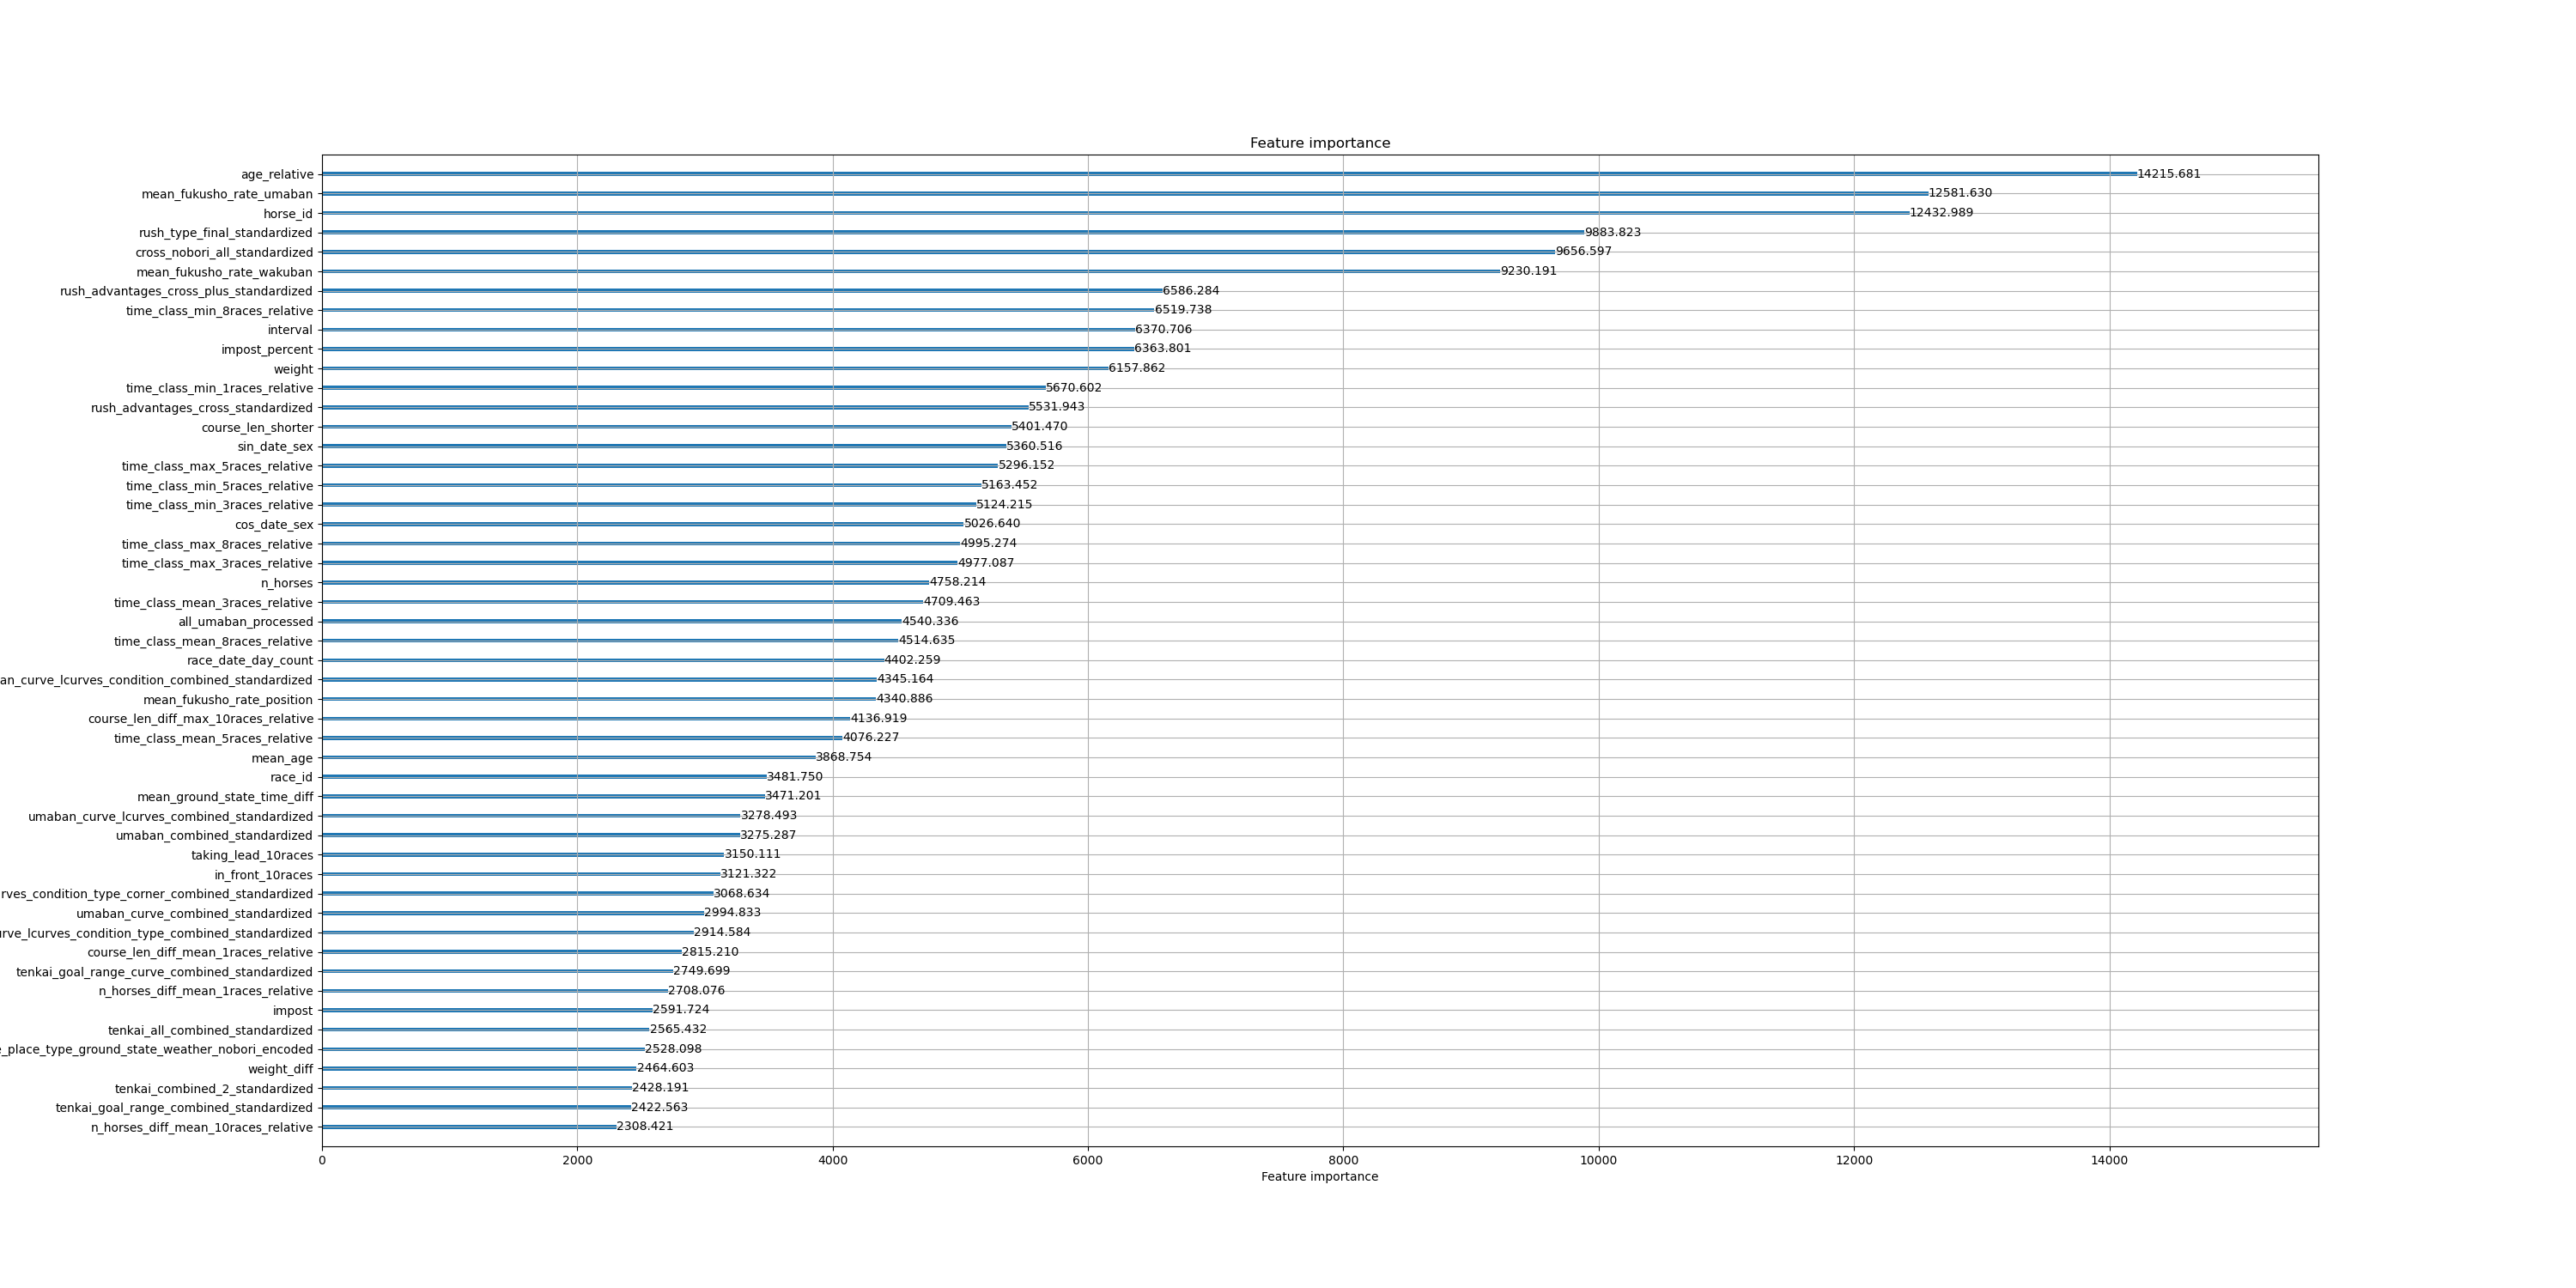 Feature importance
age_relative 14215.681
mean_fukusho_rate_umaban 12581.630
horse_id 12432.989
rush_type_final_standardized 9883.823
cross_nobori_all_standardized 9656.597
mean_fukusho_rate_wakuban 9230.191
rush_advantages_cross_plus_standardized 6586.284
time_class_min_8races_relative 6519.738
interval 6370.706
impost_percent 6363.801
weight 6157.862
time_class_min_1races_relative 5670.602
rush_advantages_cross_standardized 5531.943
course_len_shorter 5401.470
sin_date_sex 5360.516
time_class_max_5races_relative 5296.152
time_class_min_5races_relative 5163.452
time_class_min_3races_relative 5124.215
cos_date_sex 5026.640
time_class_max_8races_relative 4995.274
time_class_max_3races_relative 4977.087
n_horses 4758.214
time_class_mean_3races_relative 4709.463
all_umaban_processed 4540.336
time_class_mean_8races_relative 4514.635
race_date_day_count 4402.259
an_curve_lcurves_condition_combined_standardized 4345.164
mean_fukusho_rate_position 4340.886
course_len_diff_max_10races_relative 4136.919
time_class_mean_5races_relative 4076.227
mean_age 3868.754
race_id 3481.750
mean_ground_state_time_diff 3471.201
umaban_curve_lcurves_combined_standardized 3278.493
umaban_combined_standardized 3275.287
taking_lead_10races 3150.111
in_front_10races 3121.322
rves_condition_type_corner_combined_standardized 3068.634
umaban_curve_combined_standardized 2994.833
urve_lcurves_condition_type_combined_standardized 2914.584
course_len_diff_mean_1races_relative 2815.210
tenkai_goal_range_curve_combined_standardized 2749.699
n_horses_diff_mean_1races_relative 2708.076
impost 2591.724
tenkai_all_combined_standardized 2565.432
e_place_type_ground_state_weather_nobori_encoded 2528.098
weight_diff 2464.603
tenkai_combined_2_standardized 2428.191
tenkai_goal_range_combined_standardized 2422.563
n_horses_diff_mean_10races_relative 2308.421
0 2000 4000 6000 8000 10000 12000 14000
Feature importance